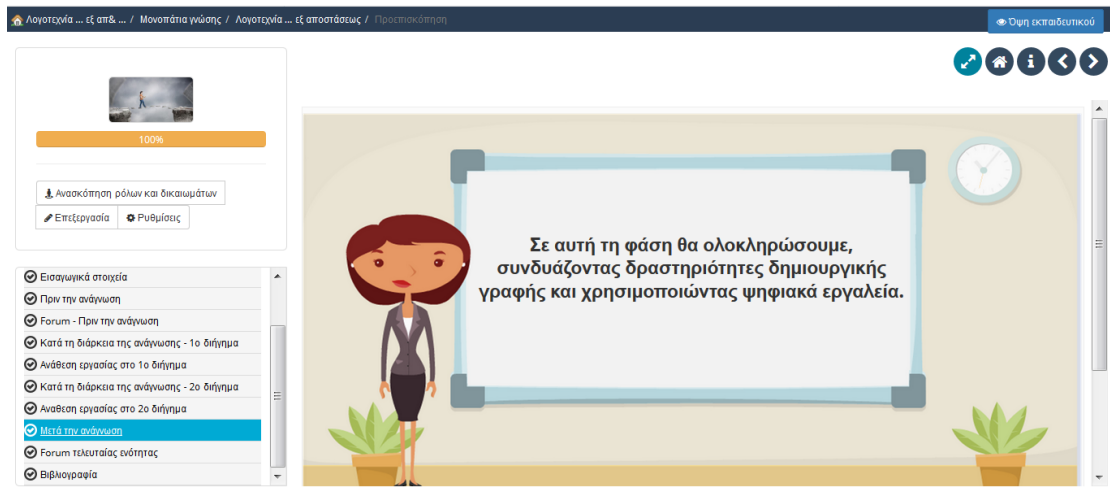 Λογοτεχνία ... εξ απ& ... / Μονοπάτια γνώσης / Λογοτεχνία ... εξ αποστάσεως / Προεπισκόπηση
Όψη εκπαιδευτικού
100%
Ανασκόπηση ρόλων και δικαιωμάτων
Επεξεργασία Ρυθμίσεις
Εισαγωγικά στοιχεία
Πριν την ανάγνωση
Forum - Πριν την ανάγνωση
Κατά τη διάρκεια της ανάγνωσης - 1ο διήγημα
Ανάθεση εργασίας στο 1ο διήγημα
Κατά τη διάρκεια της ανάγνωσης - 2ο διήγημα
Αναθεση εργασίας στο 2ο διήγημα
Μετά την ανάγνωση
Forum τελευταίας ενότητας
Βιβλιογραφία
Σε αυτή τη φάση θα ολοκληρώσουμε,
συνδυάζοντας δραστηριότητες δημιουργικής
γραφής και χρησιμοποιώντας ψηφιακά εργαλεία.